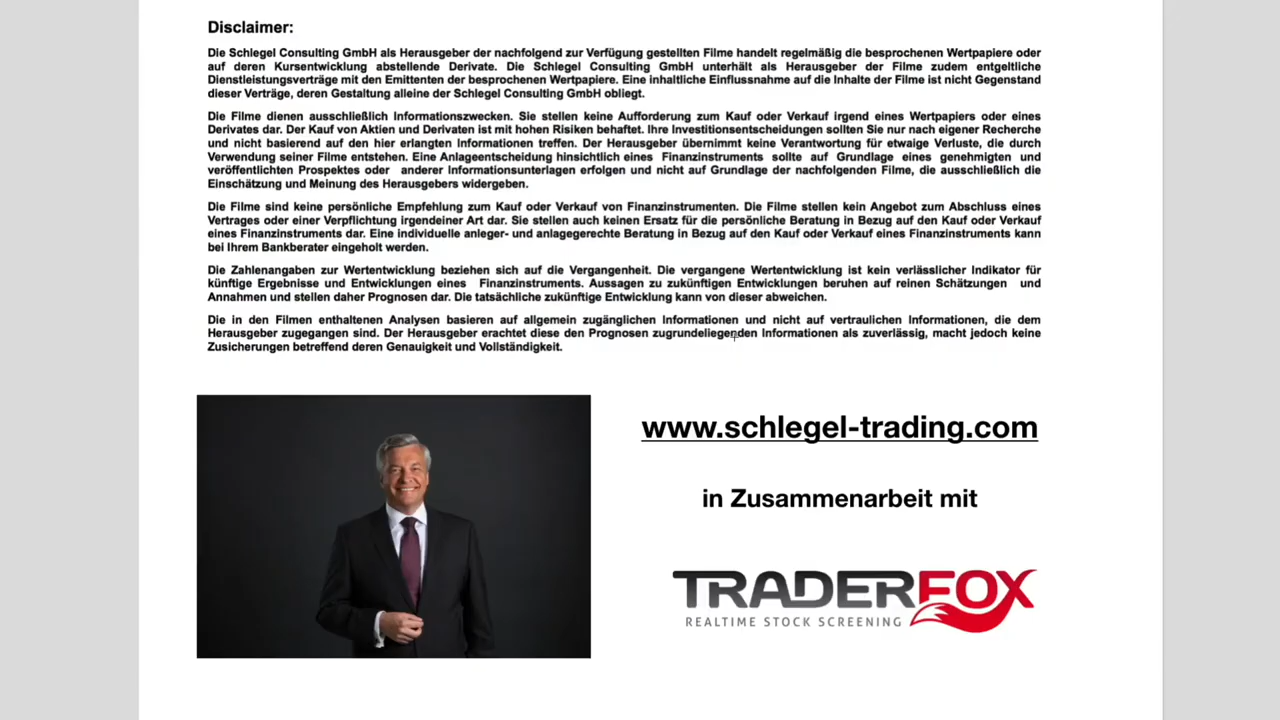 Disclaimer:
Die Schlegel Consulting GmbH als Herausgeber der nachfolgend zur Verfügung gestellten Filme handelt regelmäßig die besprochenen Wertpapiere oder
auf deren Kursentwicklung abstellende Derivate. Die Schlegel Consulting GmbH unterhält als Herausgeber der Filme zudem entgeltliche
Dienstleistungsverträge mit den Emittenten der besprochenen Wertpapiere. Eine inhaltliche Einflussnahme auf die Inhalte der Filme ist nicht Gegenstand
dieser Verträge, deren Gestaltung alleine der Schlegel Consulting GmbH obliegt.
Die Filme dienen ausschließlich Informationszwecken. Sie stellen keine Aufforderung zum Kauf oder Verkauf irgend eines Wertpapiers oder eines
Derivates dar. Der Kauf von Aktien und Derivaten ist mit hohen Risiken behaftet. Ihre Investitionsentscheidungen sollten Sie nur nach eigener Recherche
und nicht basierend auf den hier erlangten Informationen treffen. Der Herausgeber übernimmt keine Verantwortung für etwaige Verluste, die durch
Verwendung seiner Filme entstehen. Eine Anlageentscheidung hinsichtlich eines Finanzinstruments sollte auf Grundlage eines genehmigten und
veröffentlichten Prospektes oder anderer Informationsunterlagen erfolgen und nicht auf Grundlage der nachfolgenden Filme, die ausschließlich die
Einschätzung und Meinung des Herausgebers widergeben.
Die Filme sind keine persönliche Empfehlung zum Kauf oder Verkauf von Finanzinstrumenten. Die Filme stellen kein Angebot zum Abschluss eines
Vertrages oder einer Verpflichtung irgendeiner Art dar. Sie stellen auch keinen Ersatz für die persönliche Beratung in Bezug auf den Kauf oder Verkauf
eines Finanzinstruments dar. Eine individuelle anleger- und anlagegerechte Beratung in Bezug auf den Kauf oder Verkauf eines Finanzinstruments kann
bei Ihrem Bankberater eingeholt werden.
Die Zahlenangaben zur Wertentwicklung beziehen sich auf die Vergangenheit. Die vergangene Wertentwicklung ist kein verlässlicher Indikator für
künftige Ergebnisse und Entwicklungen eines Finanzinstruments. Aussagen zu zukünftigen Entwicklungen beruhen auf reinen Schätzungen und
Annahmen und stellen daher Prognosen dar. Die tatsächliche zukünftige Entwicklung kann von dieser abweichen.
Die in den Filmen enthaltenen Analysen basieren auf allgemein zugänglichen Informationen und nicht auf vertraulichen Informationen, die dem
Herausgeber zugegangen sind. Der Herausgeber erachtet diese den Prognosen zugrundeliegenden Informationen als zuverlässig, macht jedoch keine
Zusicherungen betreffend deren Genauigkeit und Vollständigkeit.
www.schlegel-trading.com
in Zusammenarbeit mit
TRADERFOX
REALTIME STOCK SCREENING